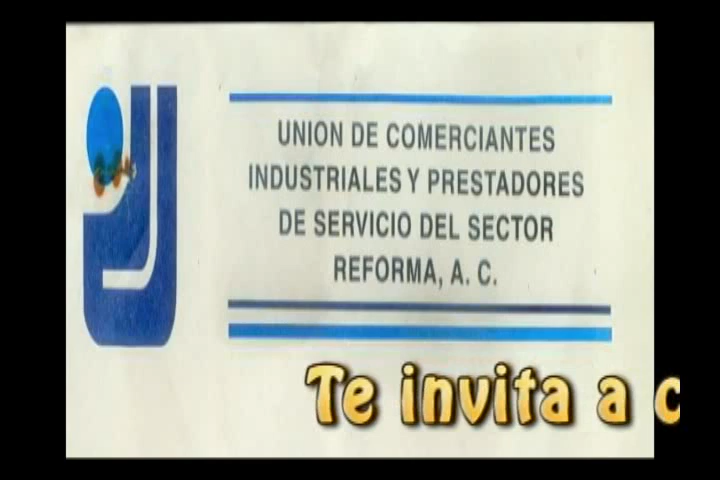 UNION DE COMERCIANTES
INDUSTRIALES Y PRESTADORES
DE SERVICIO DEL SECTOR
REFORMA, A. C.
Te invita a c